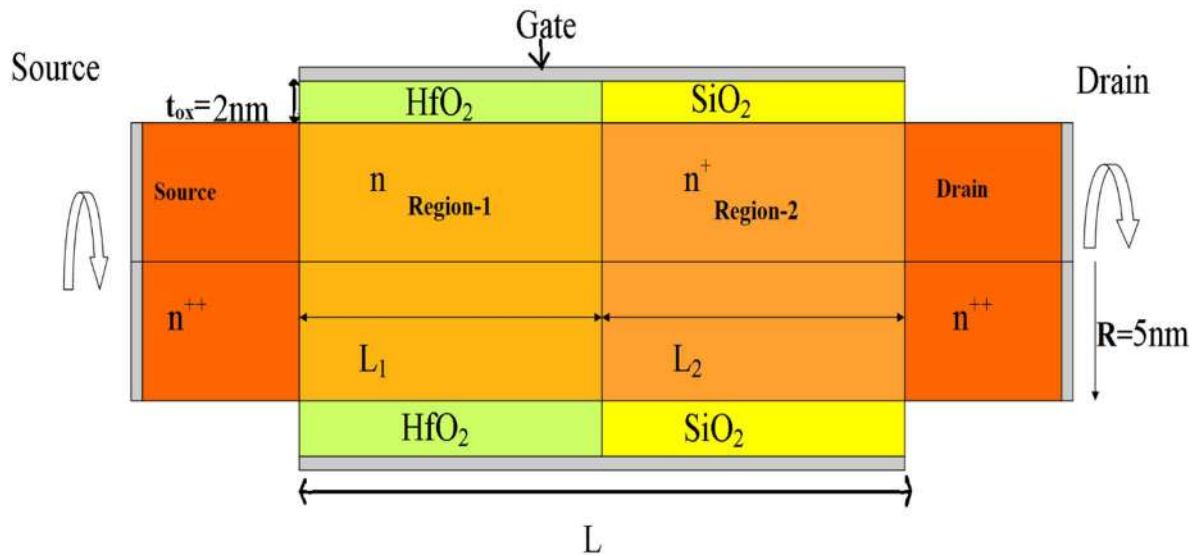 Gate
Source
Drain
tox=2nm
HfO2
SiO2
Source
n
Region-1
n+
Region-2
Drain
n++
L1
L2
n++
R=5nm
HfO2
SiO2
L